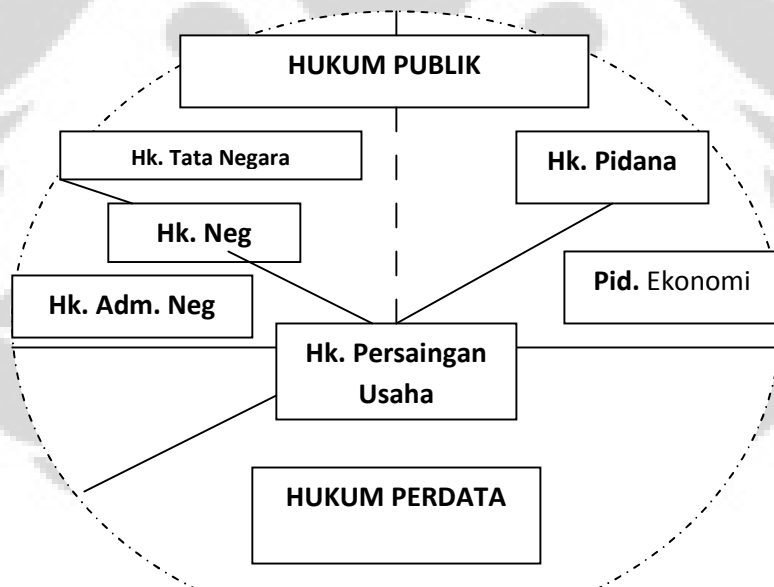 HUKUM PUBLIK
Hk. Tata Negara
Hk. Pidana
Hk. Neg
Pid. Ekonomi
Hk. Adm. Neg
Hk. Persaingan
Usaha
HUKUM PERDATA